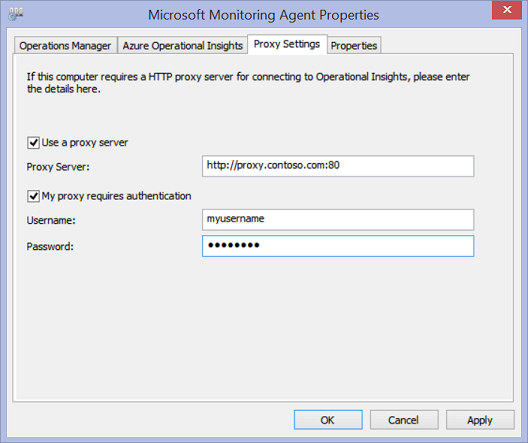 Microsoft Monitoring Agent Properties
Operations Manager Azure Operational Insights Proxy Settings Properties
If this computer requires a HTTP proxy server for connecting to Operational Insights, please enter
the details here.
Use a proxy server
Proxy Server: http://proxy.contoso.com:80
My proxy requires authentication
Username: myusername
Password: ●●●●●●●●
OK Cancel Apply